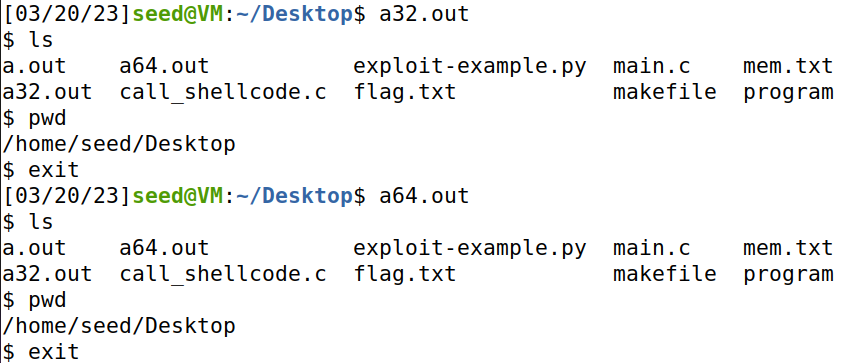 [03/20/23]seed@VM:~/Desktop$ a32.out
$ ls
a.out    a64.out           exploit-example.py  main.c    mem.txt
a32.out  call_shellcode.c  flag.txt            makefile  program
$ pwd
/home/seed/Desktop
$ exit
[03/20/23]seed@VM:~/Desktop$ a64.out
$ ls
a.out    a64.out           exploit-example.py  main.c    mem.txt
a32.out  call_shellcode.c  flag.txt            makefile  program
$ pwd
/home/seed/Desktop
$ exit